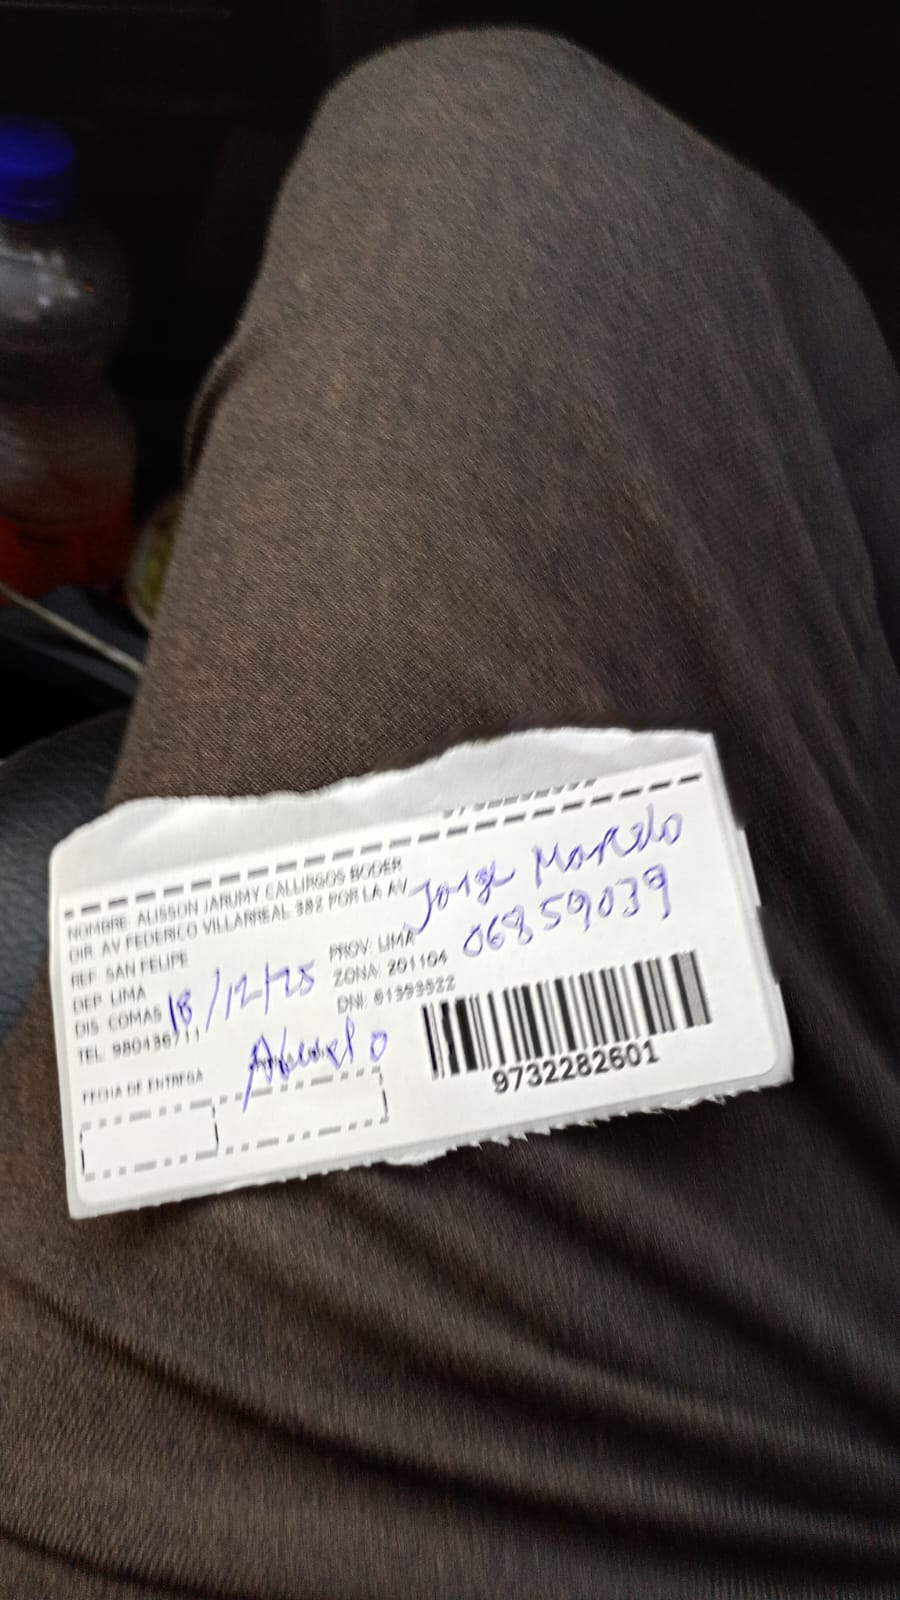 NOMBRE: ALISSON JARUMY CALLIRGOS BODER
DIR. AV FEDERICO VILLARREAL 382 POR LA AV.
REF. SAN FELIPE
DEP. LIMA
PROV: LIMA
DIS. COMAS
ZONA: 201104
TEL. 980436711
DNI: 61393922
Jorge Marcelo
06859039
18/12/25
Abuelo
FECHA DE ENTREGA
9732282601